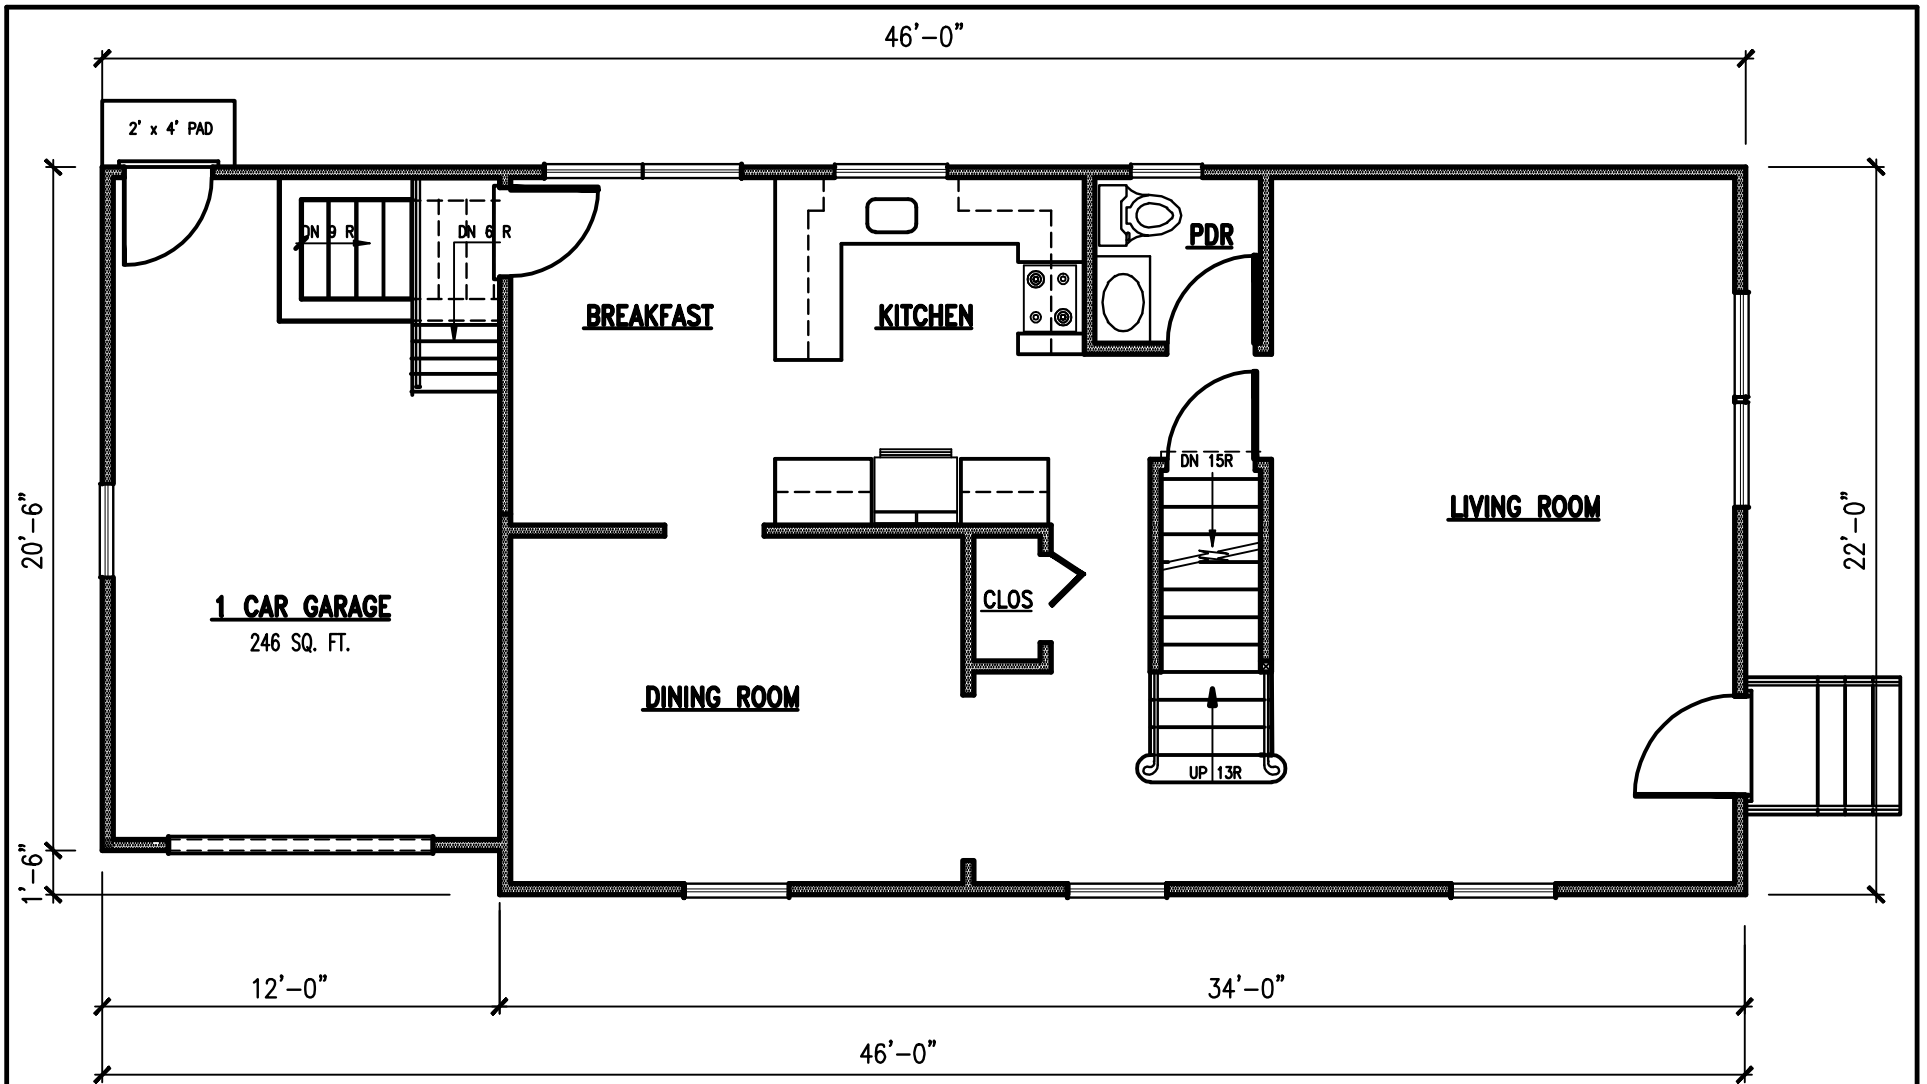 46'-0"
2' x 4' PAD
DN 9 R
DN 6 R
PDR
BREAKFAST
KITCHEN
DN 15R
LIVING ROOM
20'-6"
22'-0"
CLOS
1 CAR GARAGE
246 SQ. FT.
DINING ROOM
UP 13R
1'-6"
12'-0"
34'-0"
46'-0"